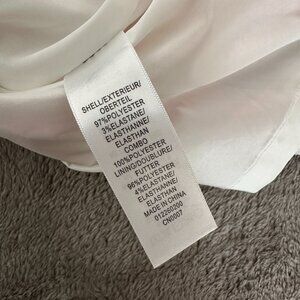 SHELL/EXTERIEUR/
OBERTEIL
97%POLYESTER
3%ELASTANE/
ELASTHANNE/
ELASTHAN
COMBO
100%POLYESTER
LINING/DOUBLURE/
FUTTER
96%POLYESTER
4%ELASTANE/
ELASTHANNE/
ELASTHAN
MADE IN CHINA
012200200
CN0007